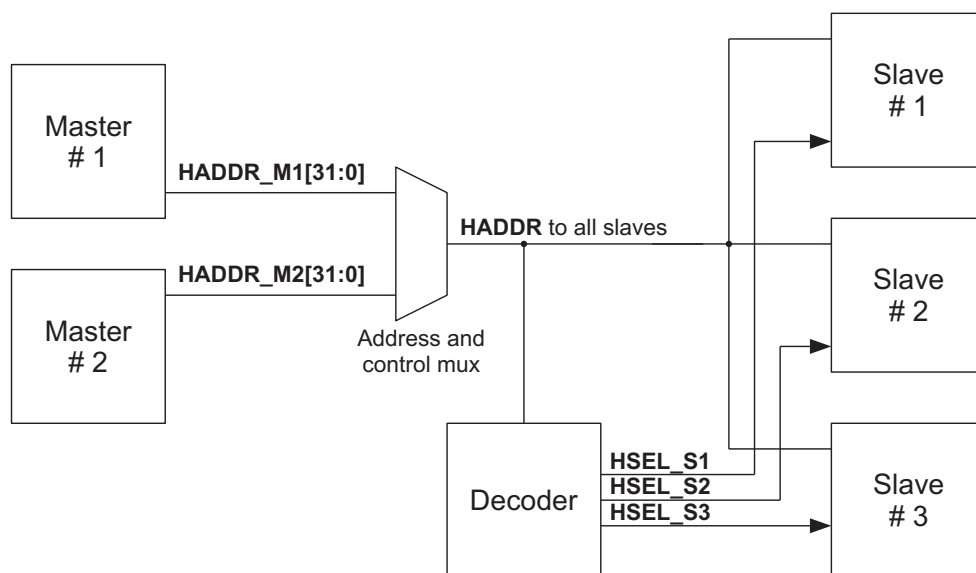 Master
# 1
HADDR_M1[31:0]
Master
# 2
HADDR_M2[31:0]
Address and
control mux
HADDR to all slaves
Decoder
HSEL_S1
HSEL_S2
HSEL_S3
Slave
# 1
Slave
# 2
Slave
# 3